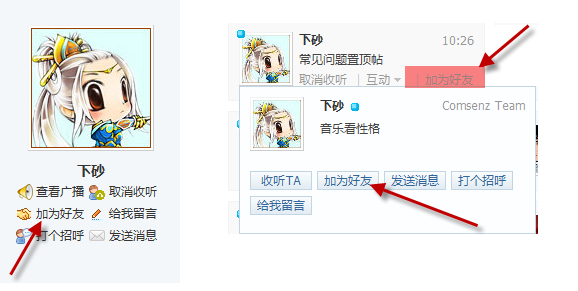 下砂
查看广播 取消收听
加为好友 给我留言
打个招呼 发送消息
下砂 10:26
常见问题置顶帖
取消收听 | 互动 | 加为好友
下砂 Comsenz Team
音乐看性格
收听TA 加为好友 发送消息 打个招呼
给我留言